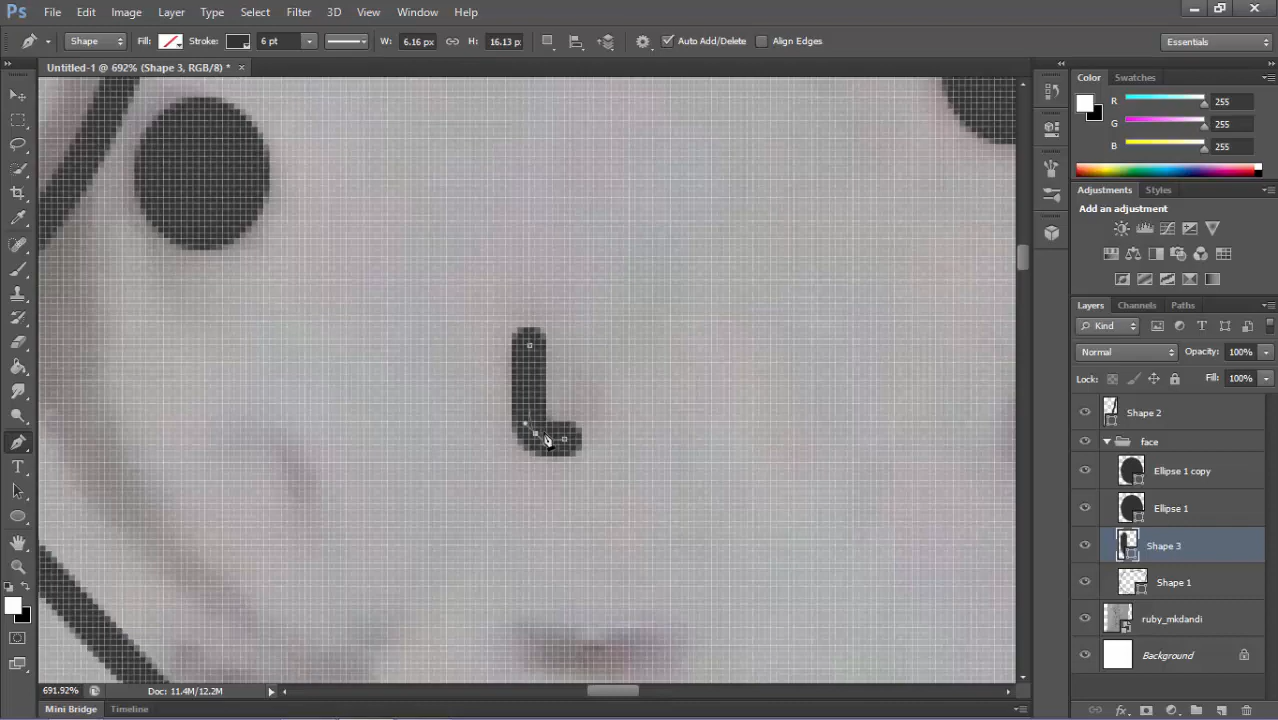 Ps File Edit Image Layer Type Select Filter 3D View Window Help
Shape Fill: Stroke: 6 pt W: 6.16 px H: 16.13 p: Auto Add/Delete Align Edges Essentials
Untitled-1 @ 692% (Shape 3, RGB/8) *
Color Swatches
R 255
G 255
B 255
Adjustments Styles
Add an adjustment
Layers Channels Paths
Kind
Normal Opacity: 100%
Lock: Fill: 100%
Shape 2
face
Ellipse 1 copy
Ellipse 1
Shape 3
Shape 1
ruby_mkdandi
Background
691.92% Doc: 11.4M/12.2M
Mini Bridge Timeline
fx